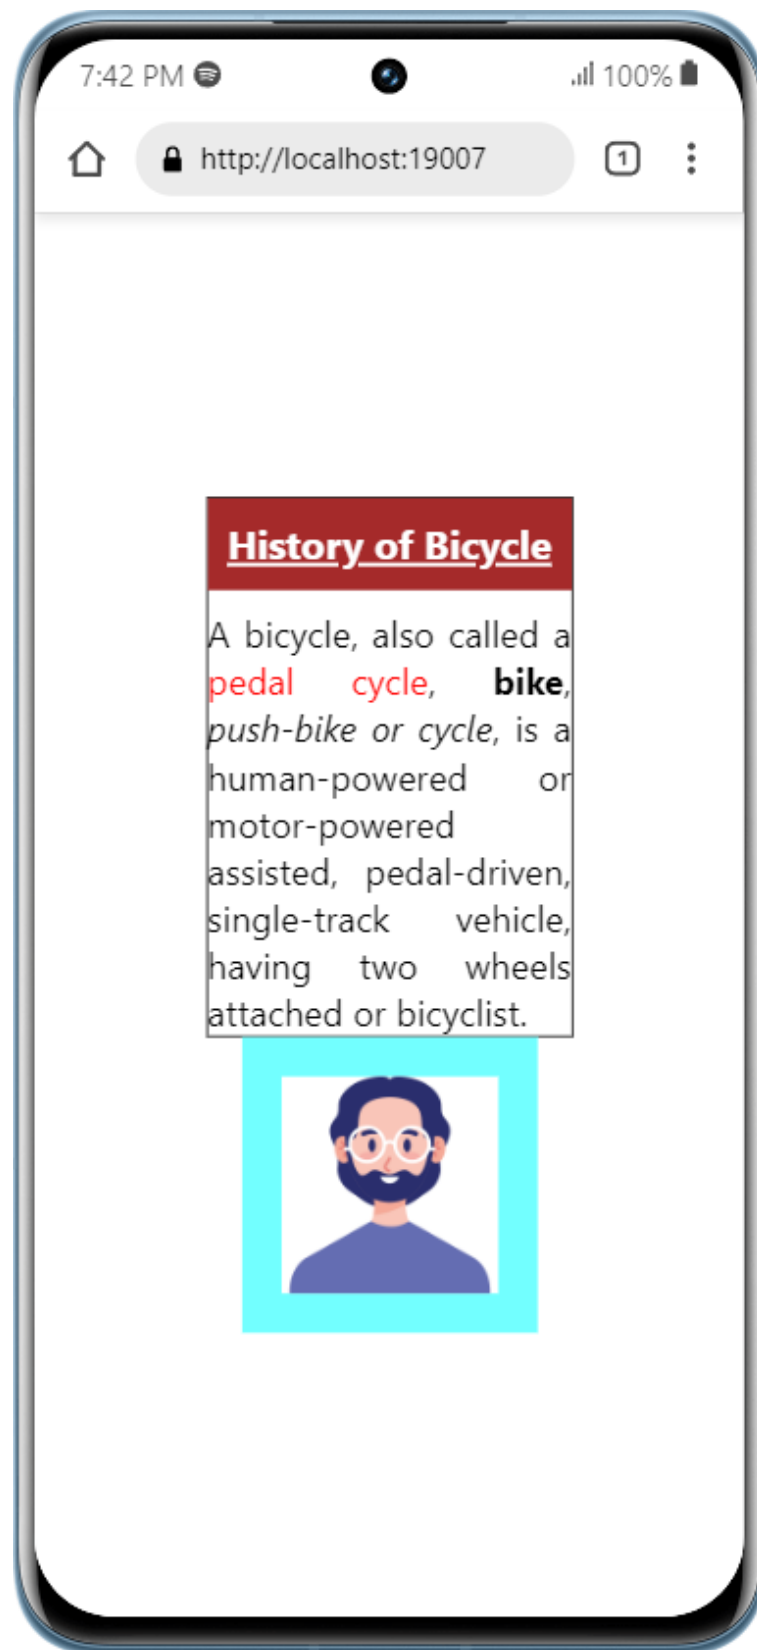 7:42 PM 100%
http://localhost:19007 1
History of Bicycle
A bicycle, also called a
pedal cycle, bike,
push-bike or cycle, is a
human-powered or
motor-powered
assisted, pedal-driven,
single-track vehicle,
having two wheels
attached or bicyclist.